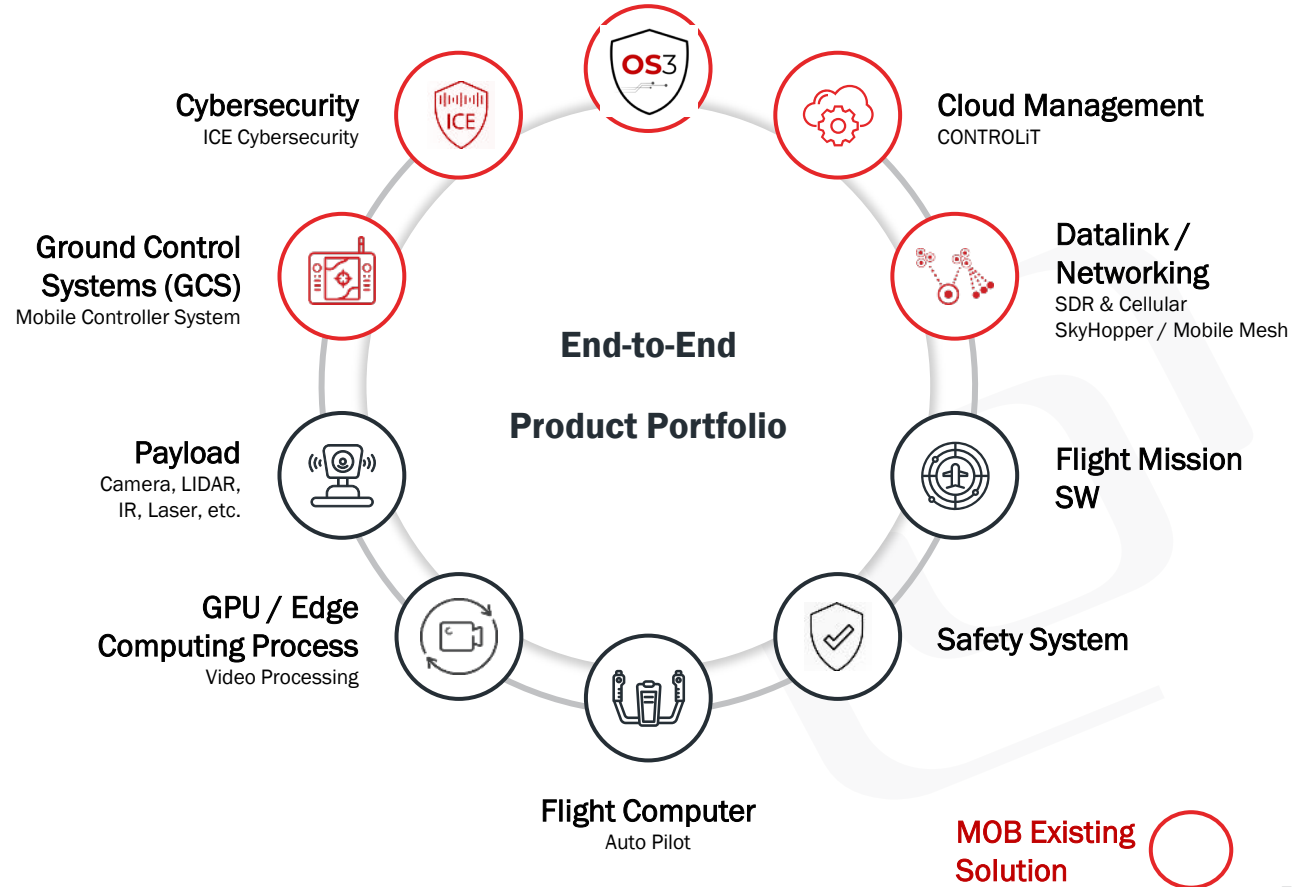 OS3
Cybersecurity
ICE Cybersecurity
ICE
Cloud Management
CONTROLiT
Ground Control
Systems (GCS)
Mobile Controller System
Datalink /
Networking
SDR & Cellular
SkyHopper / Mobile Mesh
End-to-End
Product Portfolio
Payload
Camera, LIDAR,
IR, Laser, etc.
Flight Mission
SW
GPU / Edge
Computing Process
Video Processing
Safety System
Flight Computer
Auto Pilot
MOB Existing
Solution